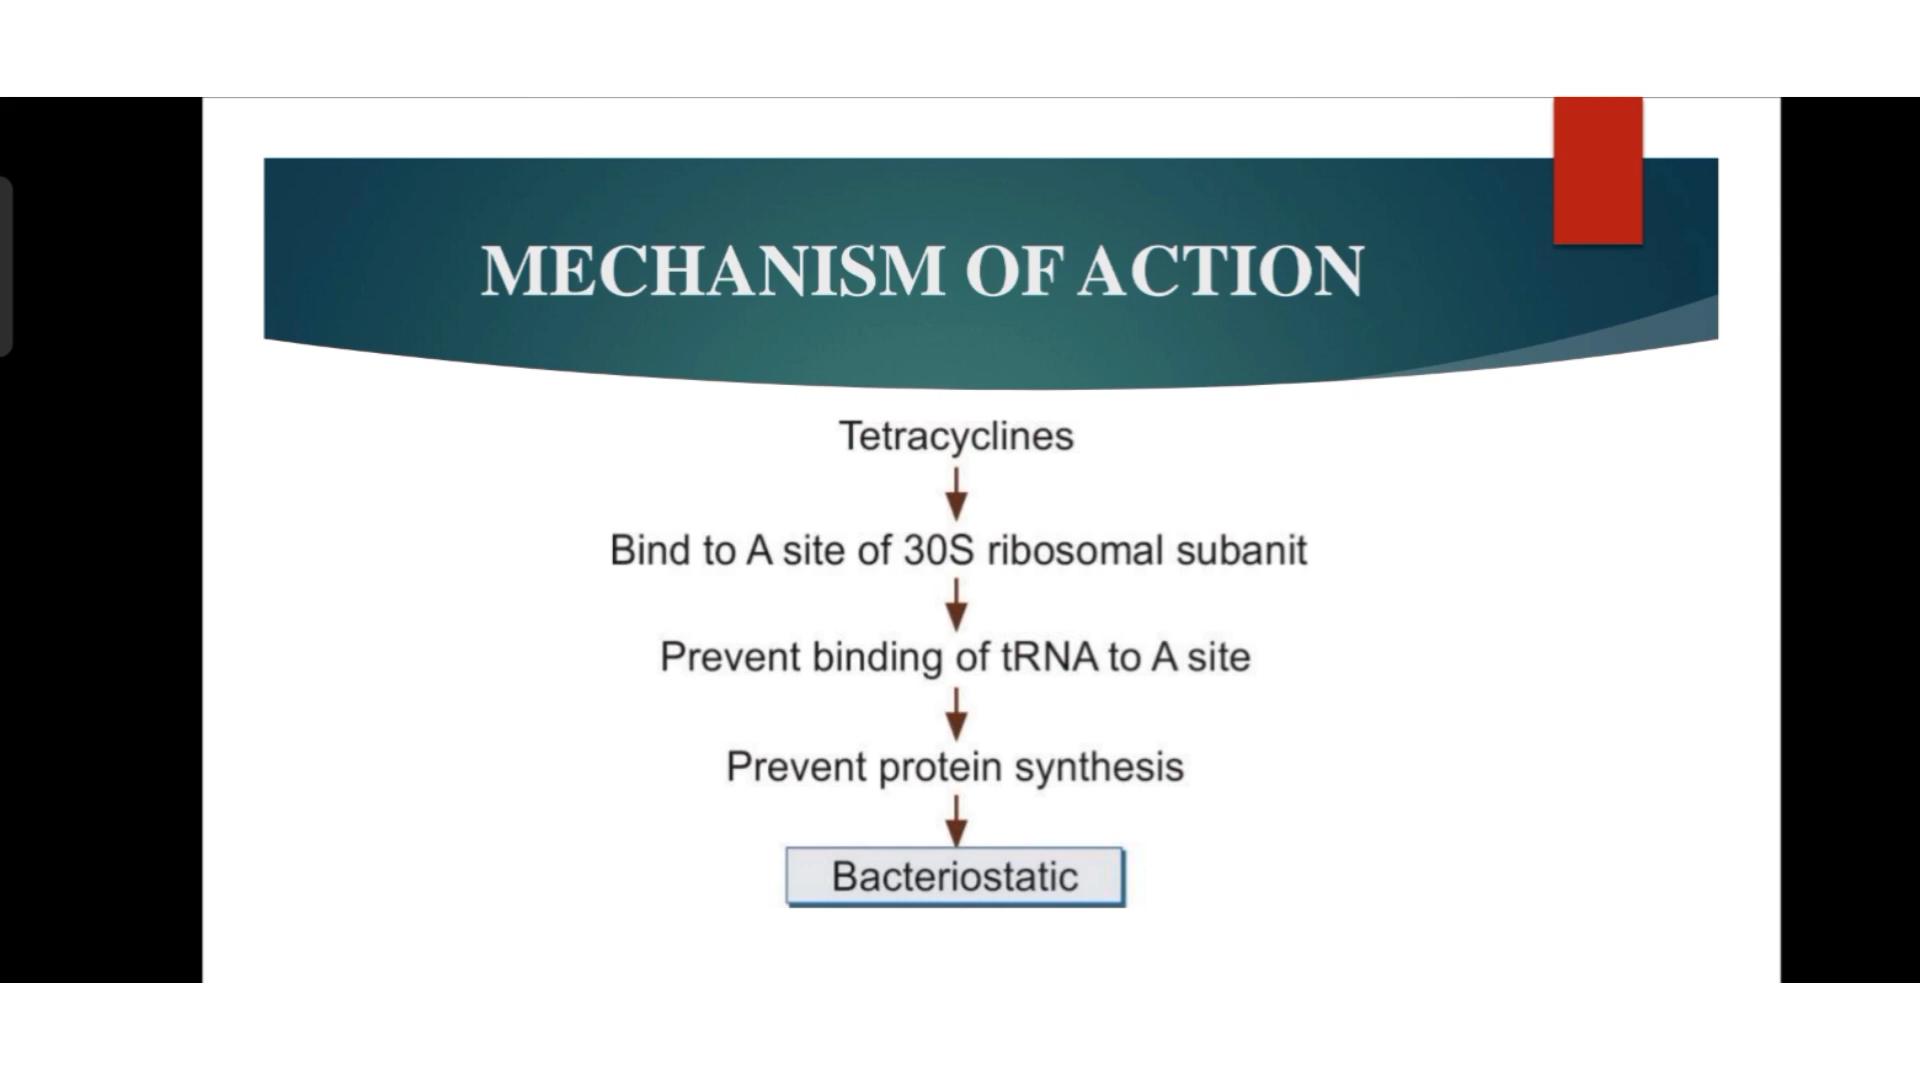 MECHANISM OF ACTION
Tetracyclines
Bind to A site of 30S ribosomal subanit
Prevent binding of tRNA to A site
Prevent protein synthesis
Bacteriostatic